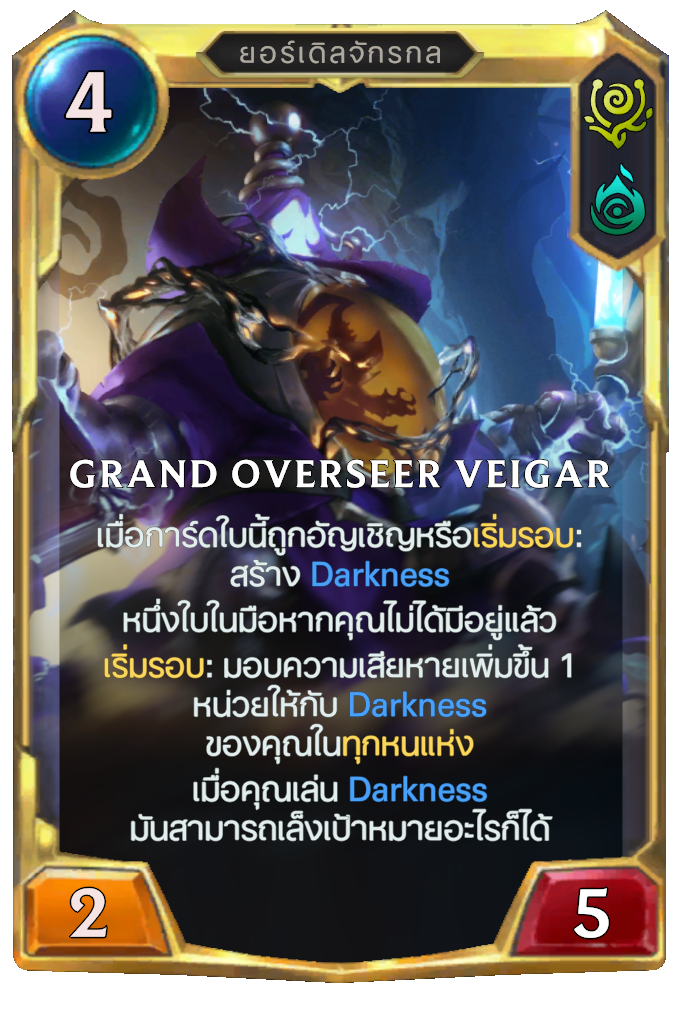 4
ยอร์เดิลจักรกล
GRAND OVERSEER VEIGAR
เมื่อการ์ดใบนี้ถูกอัญเชิญหรือเริ่มรอบ:
สร้าง Darkness
หนึ่งใบในมือหากคุณไม่ได้มีอยู่แล้ว
เริ่มรอบ: มอบความเสียหายเพิ่มขึ้น 1
หน่วยให้กับ Darkness
ของคุณในทุกหนแห่ง
เมื่อคุณเล่น Darkness
มันสามารถเล็งเป้าหมายอะไรก็ได้
2
5